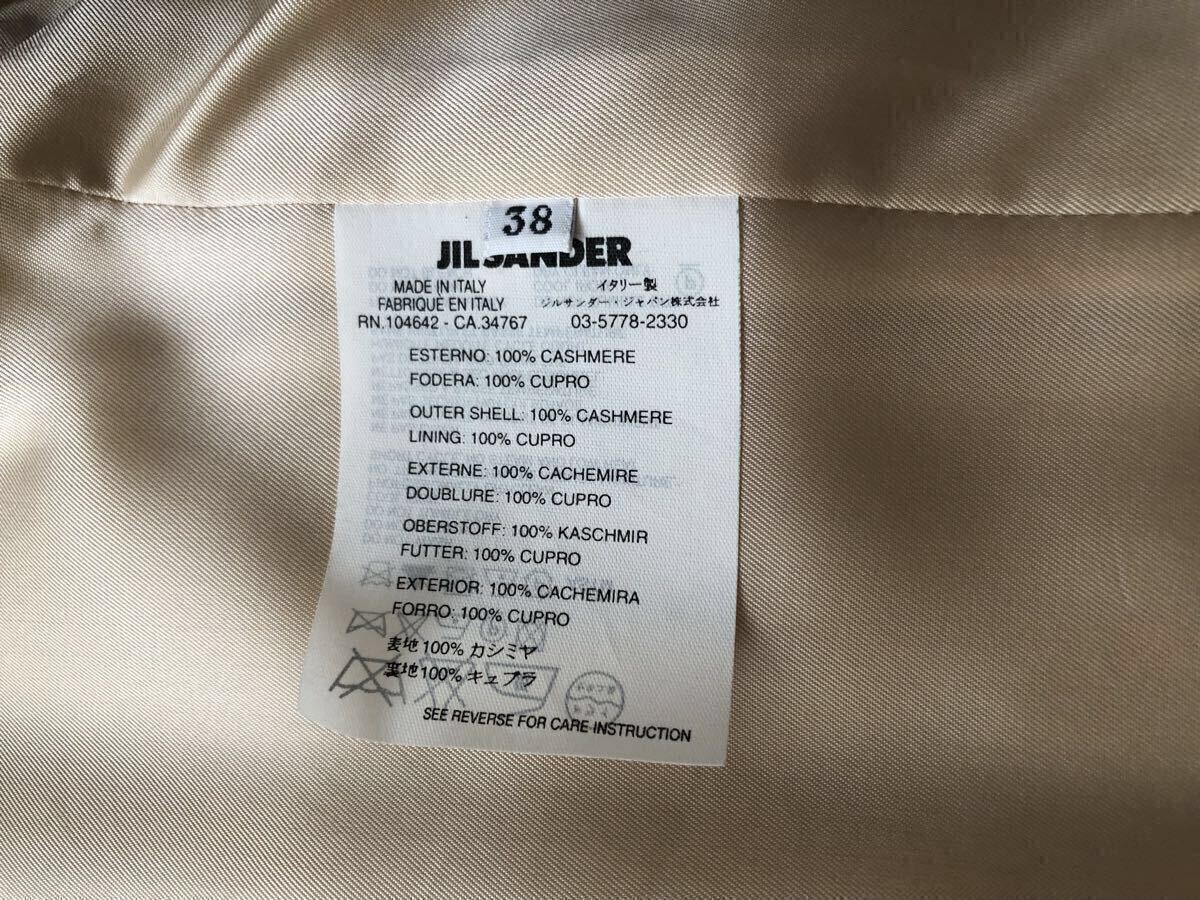 38
JIL SANDER
MADE IN ITALY
FABRIQUE EN ITALY
RN.104642 - CA.34767
イタリー製
ジルサンダー・ジャパン株式会社
03-5778-2330
ESTERNO: 100% CASHMERE
FODERA: 100% CUPRO
OUTER SHELL: 100% CASHMERE
LINING: 100% CUPRO
EXTERNE: 100% CACHEMIRE
DOUBLURE: 100% CUPRO
OBERSTOFF: 100% KASCHMIR
FUTTER: 100% CUPRO
EXTERIOR: 100% CACHEMIRA
FORRO: 100% CUPRO
表地100% カシミヤ
裏地100% キュプラ
SEE REVERSE FOR CARE INSTRUCTION